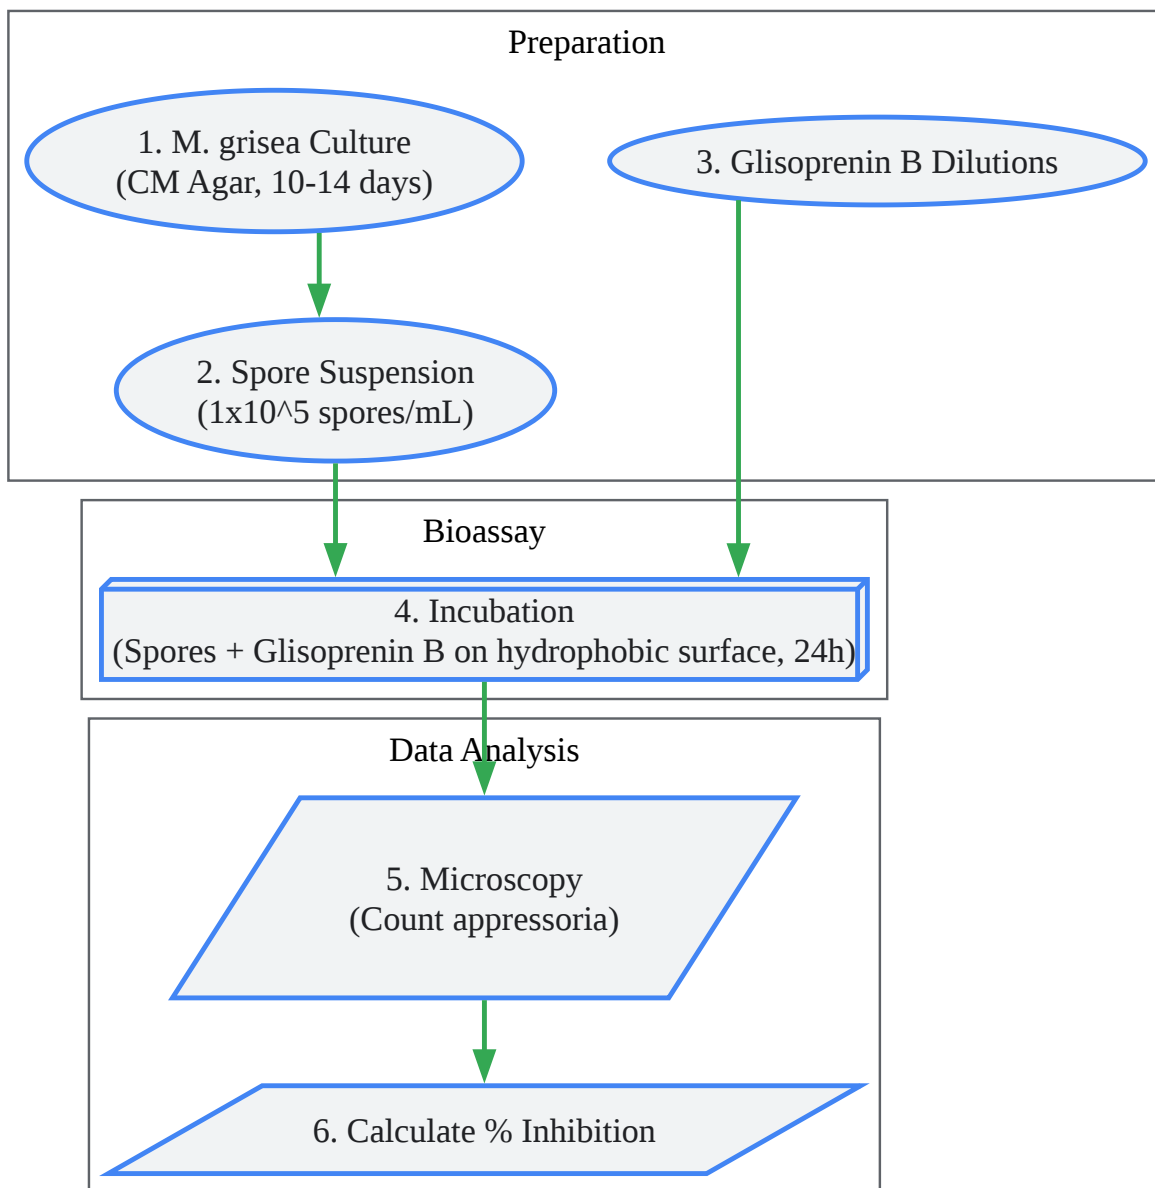 Preparation
1. M. grisea Culture
(CM Agar, 10-14 days)
3. Glisoprenin B Dilutions
2. Spore Suspension
(1x10^5 spores/mL)
Bioassay
4. Incubation
(Spores + Glisoprenin B on hydrophobic surface, 24h)
Data Analysis
5. Microscopy
(Count appressoria)
6. Calculate % Inhibition